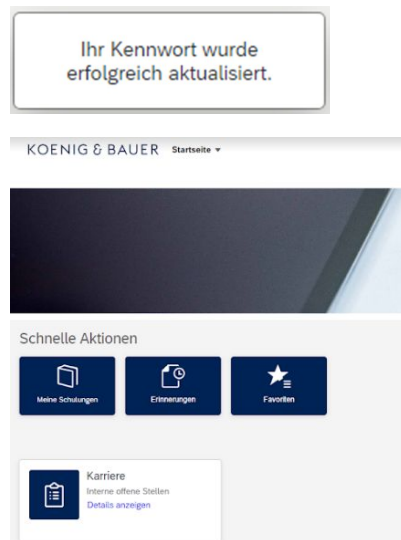 Ihr Kennwort wurde
erfolgreich aktualisiert.
KOENIG & BAUER Startseite
Schnelle Aktionen
Meine Schulungen Erinnerungen Favoriten
Karriere
Interne offene Stellen
Details anzeigen